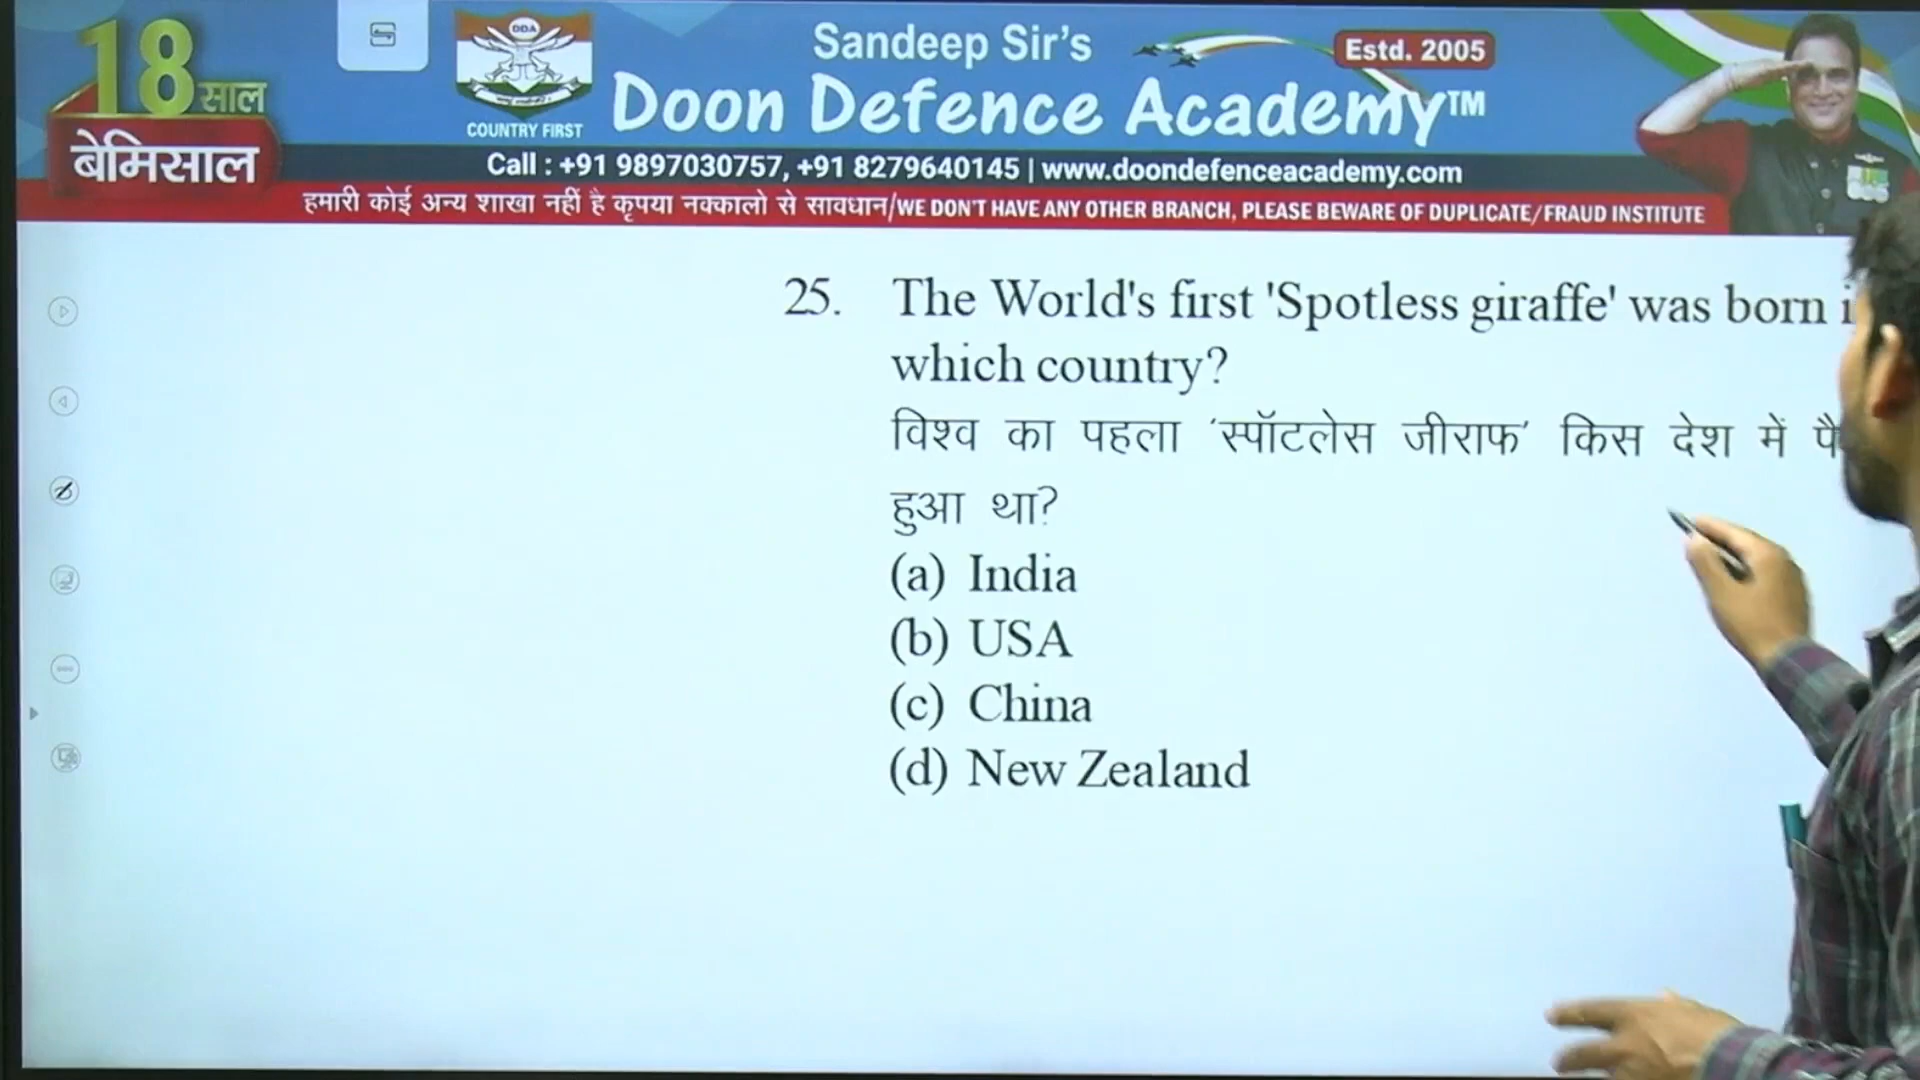 18 साल
बेमिसाल
DDA
COUNTRY FIRST
Sandeep Sir's
Estd. 2005
Doon Defence Academy™
Call : +91 9897030757, +91 8279640145 | www.doondefenceacademy.com
हमारी कोई अन्य शाखा नहीं है कृपया नक्कालो से सावधान/WE DON'T HAVE ANY OTHER BRANCH, PLEASE BEWARE OF DUPLICATE/FRAUD INSTITUTE
25. The World's first 'Spotless giraffe' was born i
which country?
विश्व का पहला 'स्पॉटलेस जीराफ' किस देश में पै
हुआ था?
(a) India
(b) USA
(c) China
(d) New Zealand